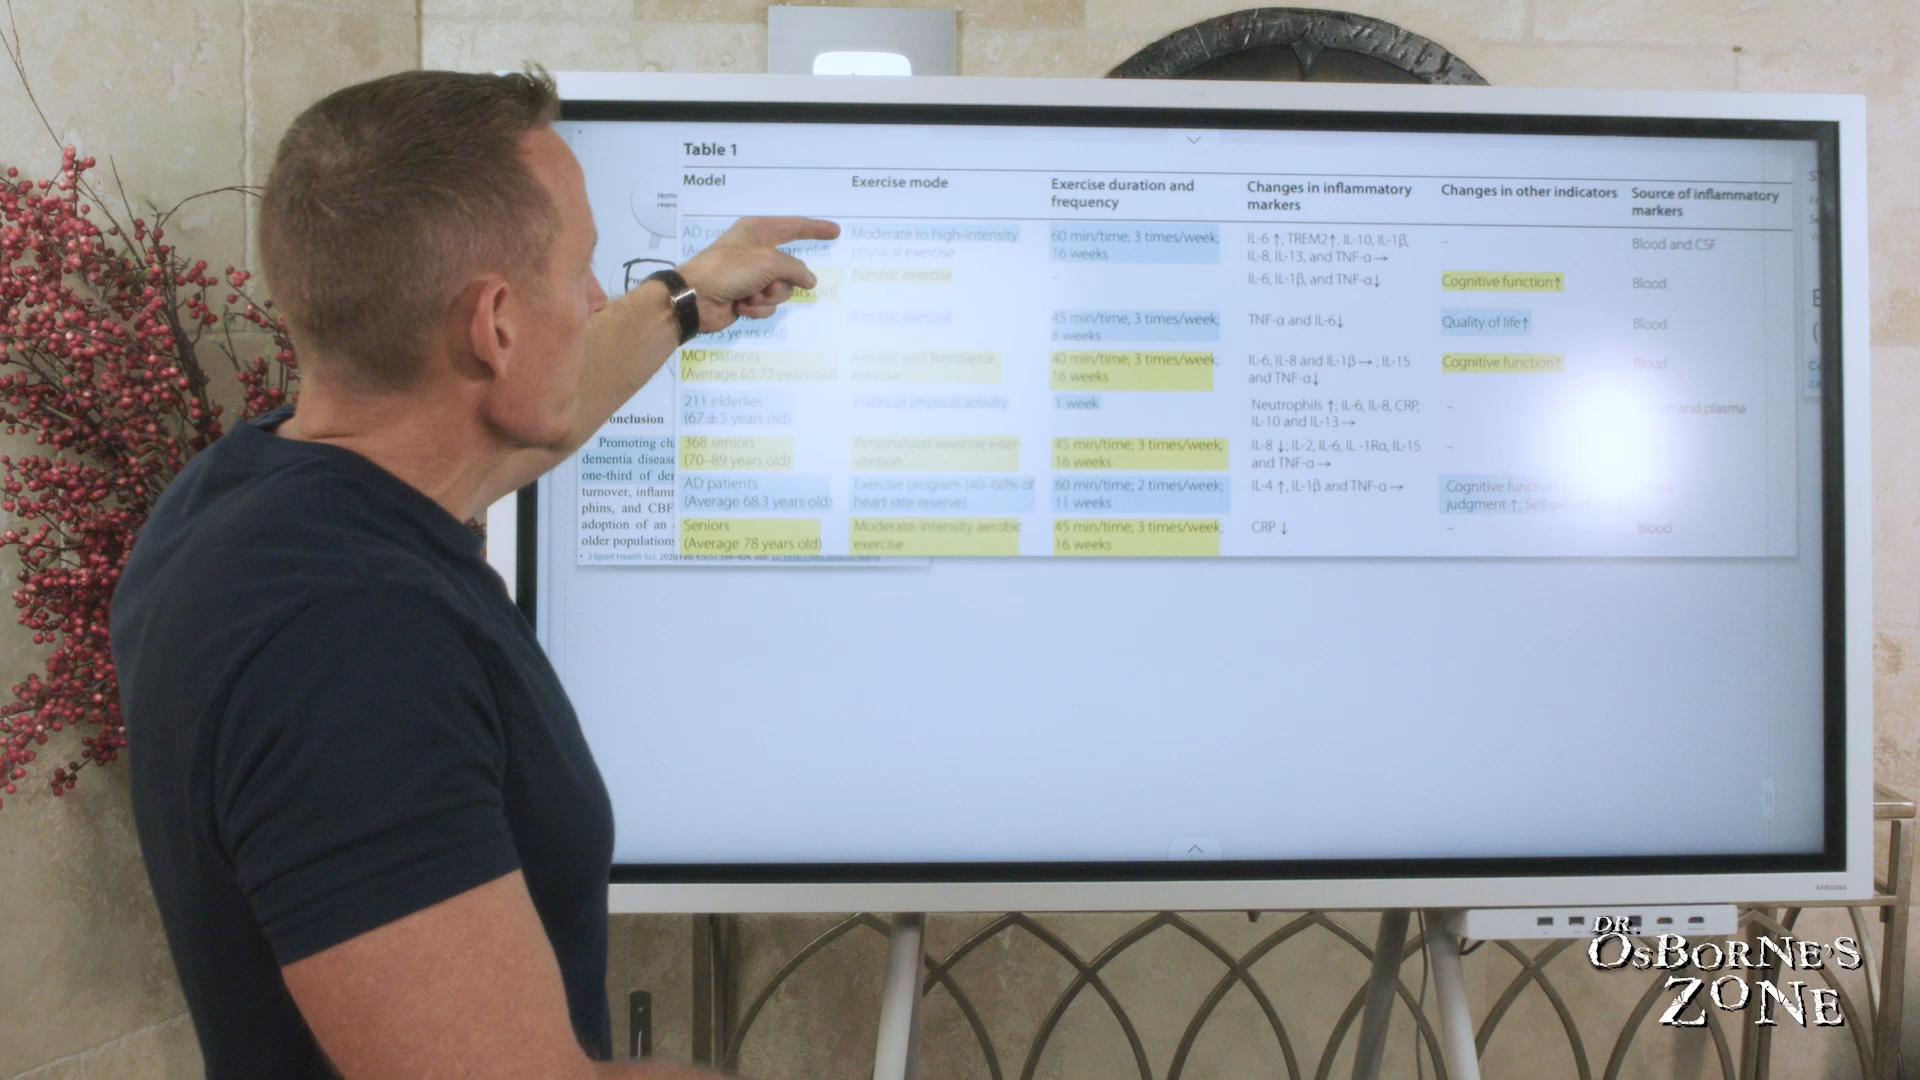 Table 1
Model
Exercise mode
Exercise duration and
frequency
Changes in inflammatory
markers
Changes in other indicators
Source of inflammatory
markers
AD
years old)
Moderate to high-intensity
physical exercise
60 min/time; 3 times/week;
16 weeks
IL-6 ↑; TREM2↑, IL-10, IL-1β,
IL-8, IL-13, and TNF-α→
–
Blood and CSF
old)
Aerobic exercise
–
IL-6, IL-1β, and TNF-α↓
Cognitive function↑
Blood
years old)
Aerobic exercise
45 min/time; 3 times/week;
8 weeks
TNF-α and IL-6↓
Quality of life↑
Blood
MCI patients
(Average 65.72 years old)
Aerobic and Resistance
exercise
40 min/time; 3 times/week;
16 weeks
IL-6, IL-8 and IL-1β→; IL-15
and TNF-α↓
Cognitive function↑
Blood
211 elderlies
(67 ± 5 years old)
Habitual physical activity
1 week
Neutrophils ↑; IL-6, IL-8, CRP,
IL-10 and IL-13→
–
and plasma
368 seniors
(70–89 years old)
Personalized exercise inter-
vention
45 min/time; 3 times/week;
16 weeks
IL-8 ↓; IL-2, IL-6, IL -1Rα, IL-15
and TNF-α→
–
AD patients
(Average 68.3 years old)
Exercise program (40–60% of
heart rate reserve)
60 min/time; 2 times/week;
11 weeks
IL-4 ↑, IL-1β and TNF-α→
Cognitive function
judgment ↑;
Seniors
(Average 78 years old)
Moderate-intensity aerobic
exercise
45 min/time; 3 times/week;
16 weeks
CRP ↓
–
Blood
onclusion
Promoting ch
dementia diseas
one-third of de
turnover, inflam
phins, and CBF
adoption of an
older populations
SAMSUNG
DR
OSBORNE'S
ZONE